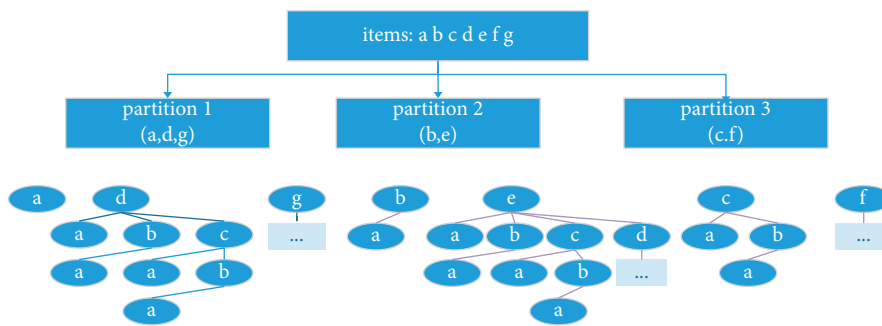 items: a b c d e f g
partition 1
(a,d,g)
partition 2
(b,e)
partition 3
(c.f)
a d g b e c f
a b c ... a a b c d a b ...
a a b a a b ... a
a a